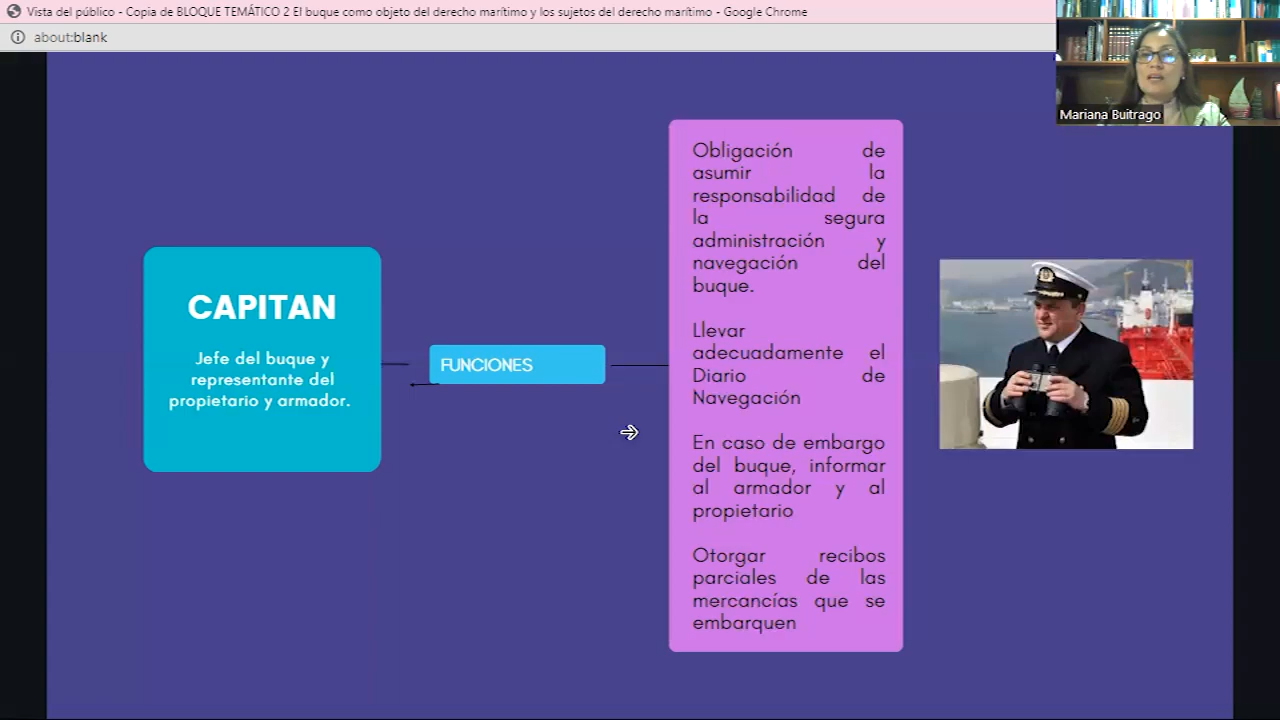 Vista del público - Copia de BLOQUE TEMÁTICO 2 El buque como objeto del derecho marítimo y los sujetos del derecho marítimo - Google Chrome
about:blank
Mariana Buitrago
CAPITAN
Jefe del buque y
representante del
propietario y armador.
FUNCIONES
Obligación de
asumir la
responsabilidad de
la segura
administración y
navegación del
buque.
Llevar
adecuadamente el
Diario de
Navegación
En caso de embargo
del buque, informar
al armador y al
propietario
Otorgar recibos
parciales de las
mercancías que se
embarquen